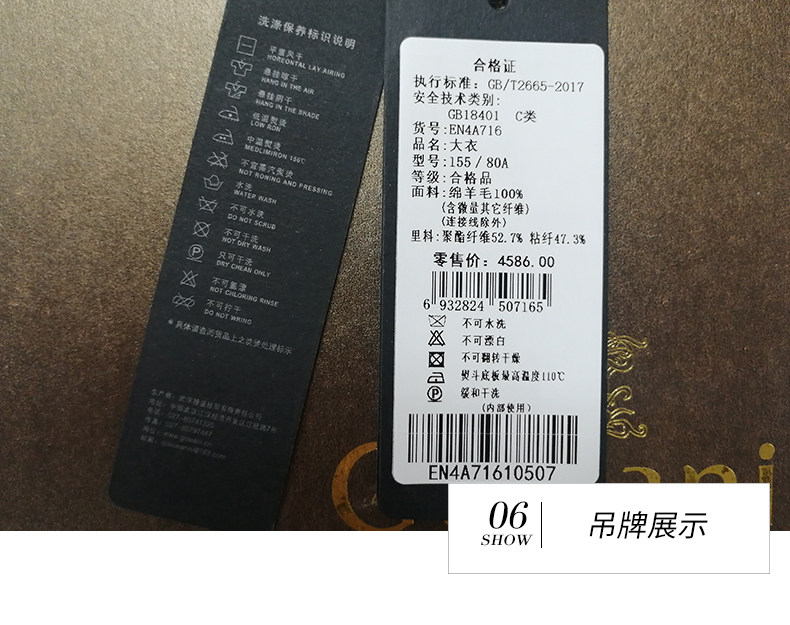 洗涤保养标识说明
平置风干
HOREONTAL LAY AIRING
悬挂晾干
HANG IN THE AIR
悬挂阴干
HANG IN THE SHADE
低温熨烫
LOW RON
中温熨烫
MEDLIMIRON 150℃
不宜蒸汽熨烫
NOT RONING AND PRESSING
水洗
WATER WASH
不可水洗
DO NOT SCRUB
不可干洗
NOT DRY WASH
只可干洗
DRY CHEAN ONLY
不可氯漂
NOT CHLORING RINSE
不可拧干
DO NOT WRING
合格证
执行标准: GB/T2665-2017
安全技术类别:
GB18401 C类
货号:EN4A716
品名:大衣
型号:155/80A
等级:合格品
面料:绵羊毛100%
(含微量其它纤维)
(连接线除外)
里料:聚酯纤维52.7% 粘纤47.3%
零售价: 4586.00
6 932824 507165
不可水洗
不可漂白
不可翻转干燥
熨斗底板最高温度110℃
缓和干洗
(内部使用)
EN4A71610507
06
SHOW
吊牌展示